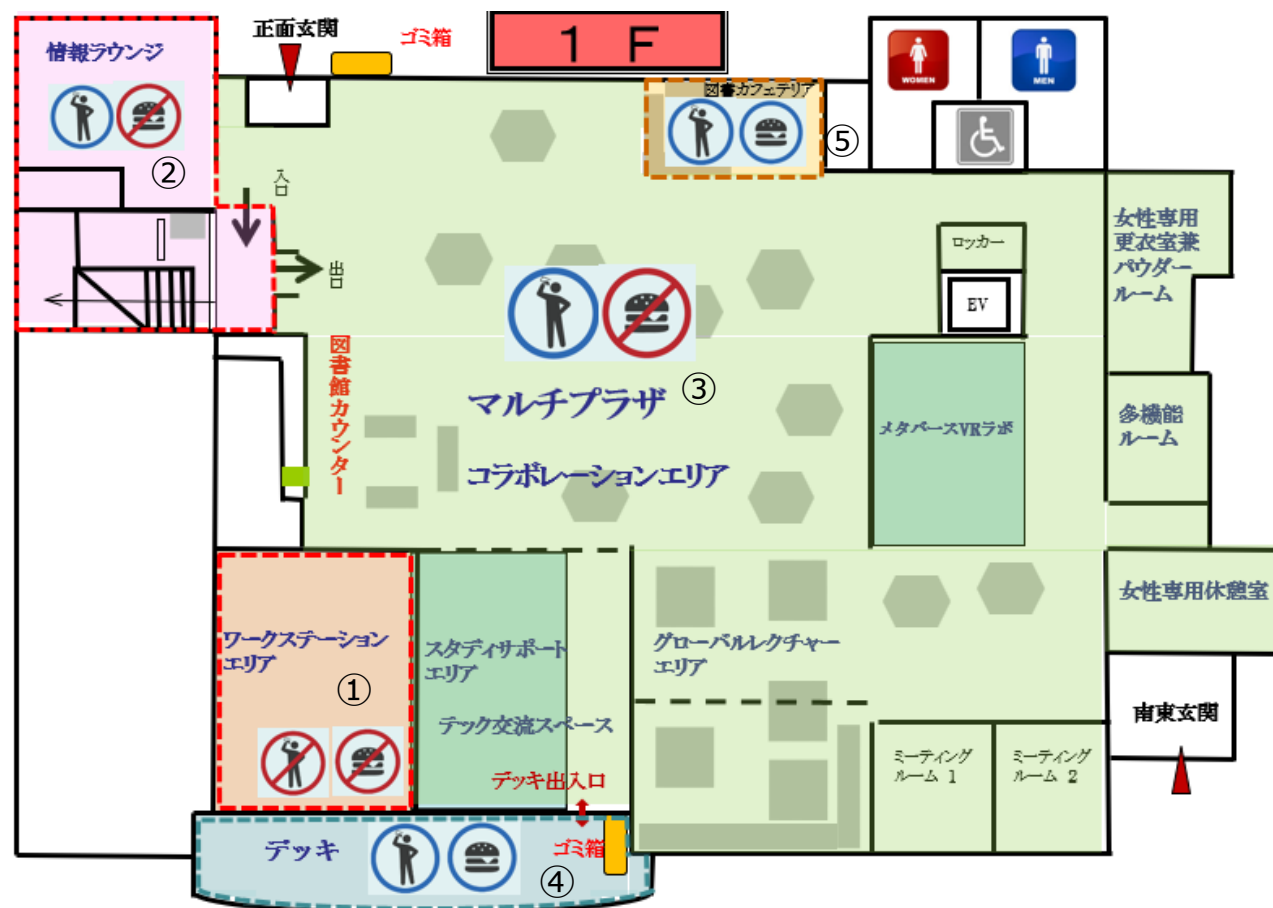 1 F
正面玄関
ゴミ箱
情報ラウンジ
②
図書カフェテリア
⑤
WOMEN
MEN
入口
出口
ロッカー
EV
女性専用
更衣室兼
パウダー
ルーム
図書館カウンター
マルチプラザ
③
コラボレーションエリア
メタバースVRラボ
多機能
ルーム
女性専用休憩室
ワークステーション
エリア
①
スタディサポート
エリア
テック交流スペース
グローバルレクチャー
エリア
デッキ出入口
ミーティング
ルーム 1
ミーティング
ルーム 2
南東玄関
デッキ
ゴミ箱
④